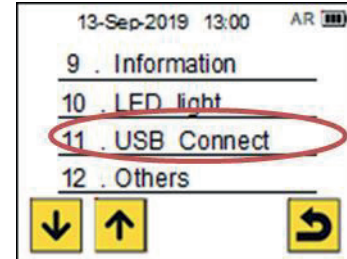 13-Sep-2019 13:00 AR
9 . Information
10 . LED light
11 . USB Connect
12 . Others